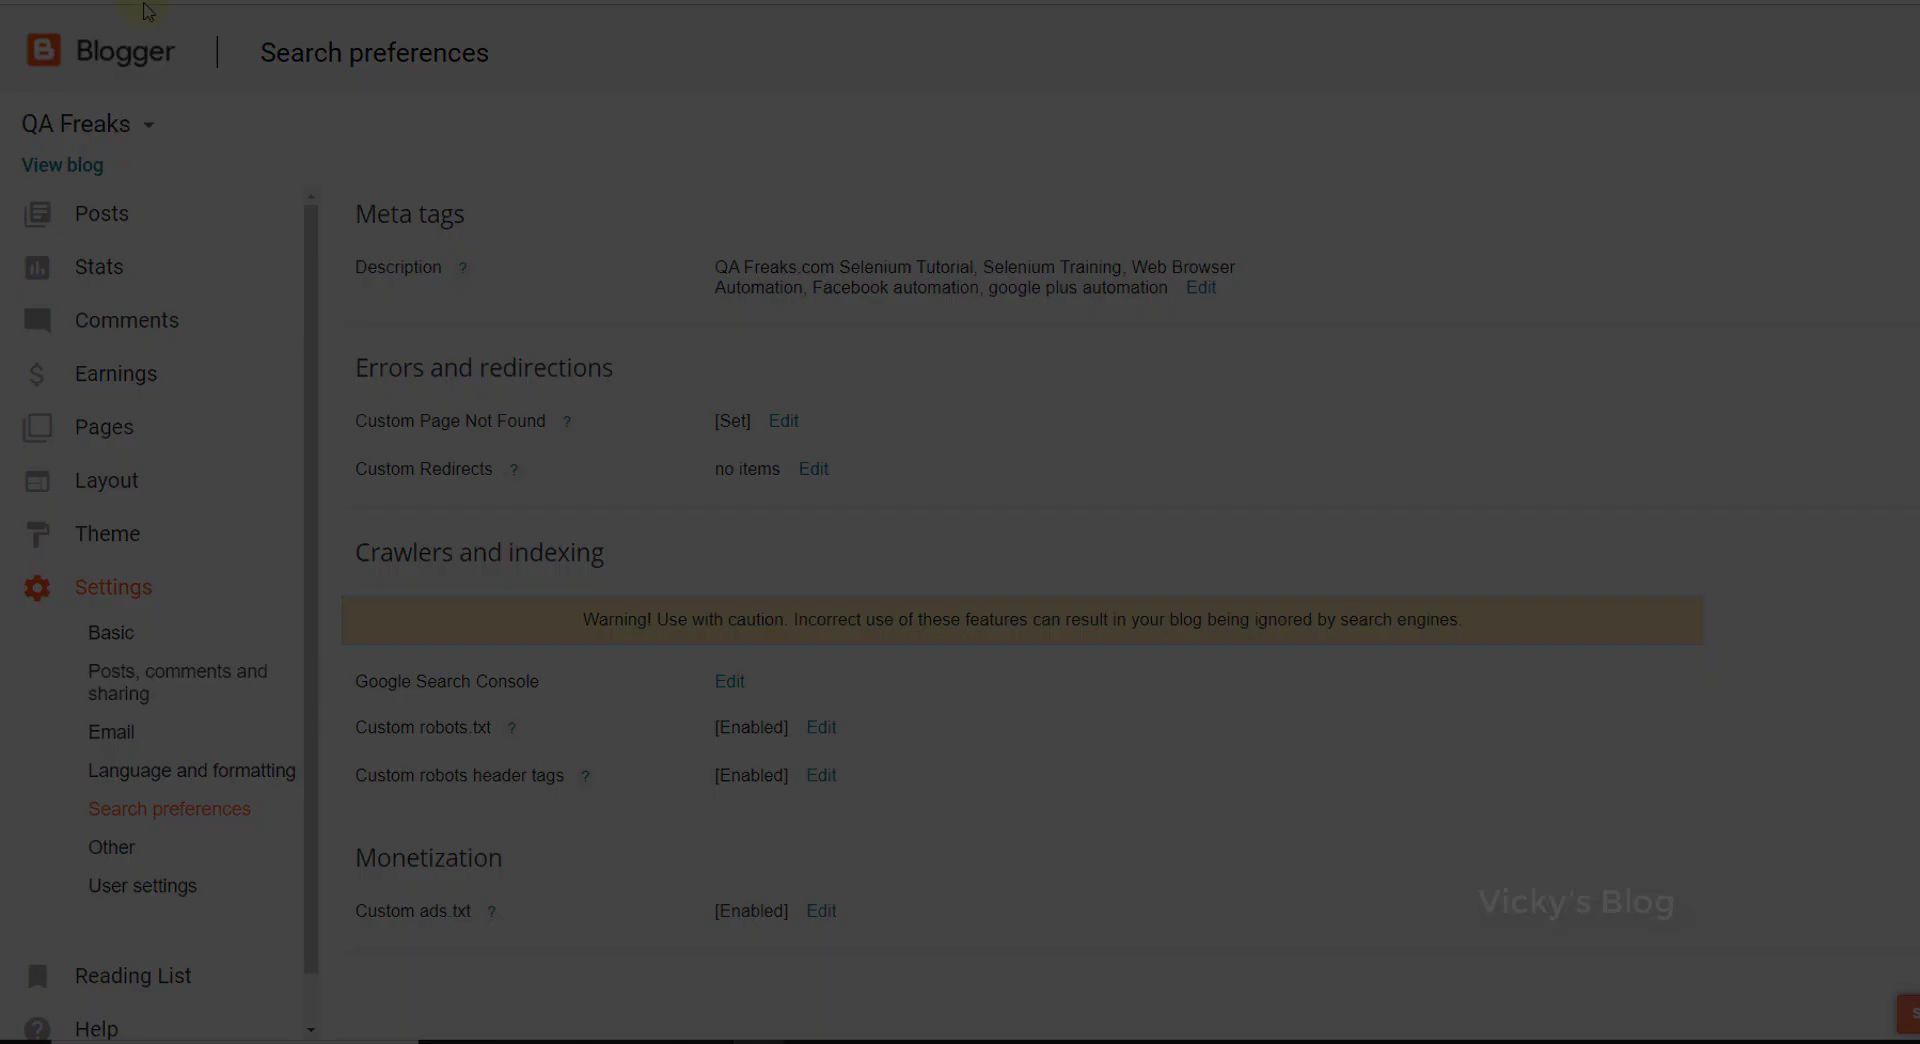 Blogger
Search preferences
QA Freaks
View blog
Posts
Stats
Comments
Earnings
Pages
Layout
Theme
Settings
Basic
Posts, comments and
sharing
Email
Language and formatting
Search preferences
Other
User settings
Reading List
Help
Meta tags
Description ?
QA Freaks.com Selenium Tutorial, Selenium Training, Web Browser
Automation, Facebook automation, google plus automation Edit
Errors and redirections
Custom Page Not Found ? [Set] Edit
Custom Redirects ? no items Edit
Crawlers and indexing
Warning! Use with caution. Incorrect use of these features can result in your blog being ignored by search engines.
Google Search Console Edit
Custom robots.txt ? [Enabled] Edit
Custom robots header tags ? [Enabled] Edit
Monetization
Custom ads.txt ? [Enabled] Edit
Vicky's Blog